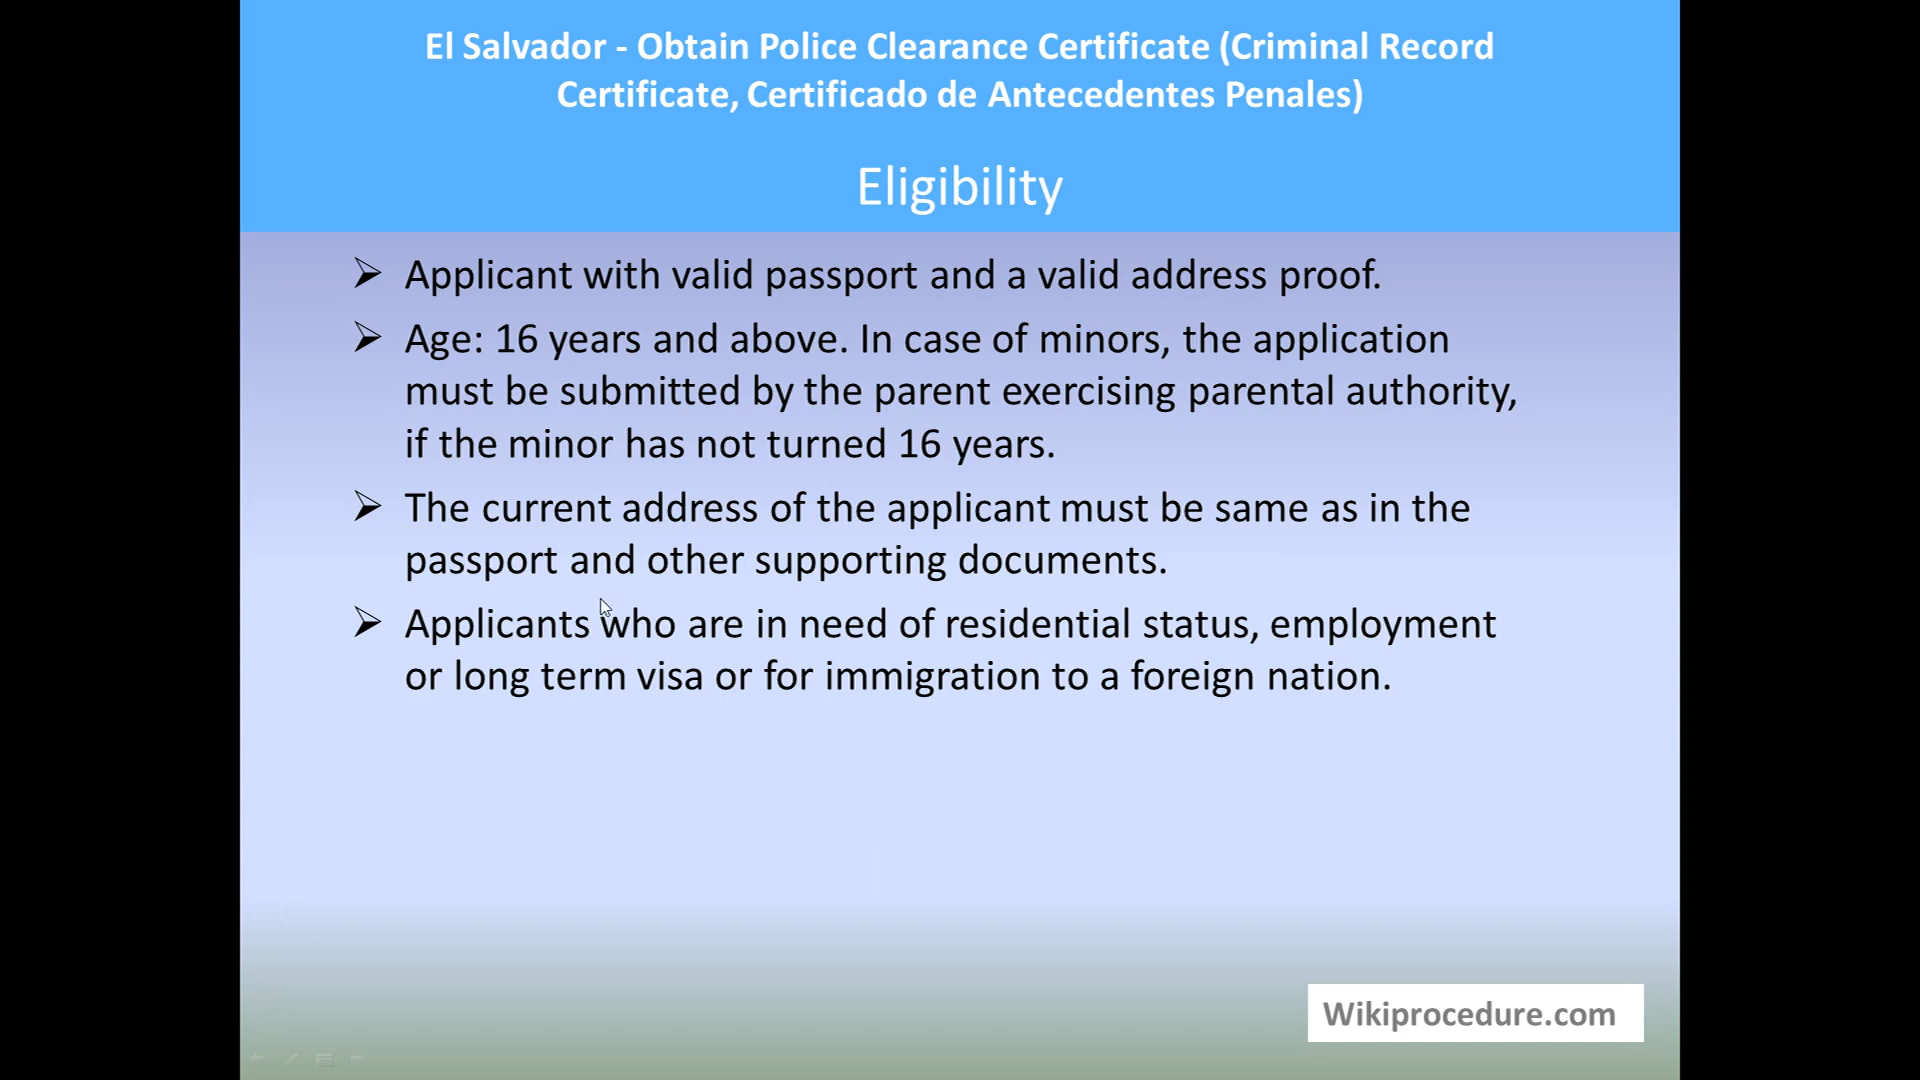 El Salvador - Obtain Police Clearance Certificate (Criminal Record
Certificate, Certificado de Antecedentes Penales)
Eligibility
Applicant with valid passport and a valid address proof.
Age: 16 years and above. In case of minors, the application
must be submitted by the parent exercising parental authority,
if the minor has not turned 16 years.
The current address of the applicant must be same as in the
passport and other supporting documents.
Applicants who are in need of residential status, employment
or long term visa or for immigration to a foreign nation.
Wikiprocedure.com